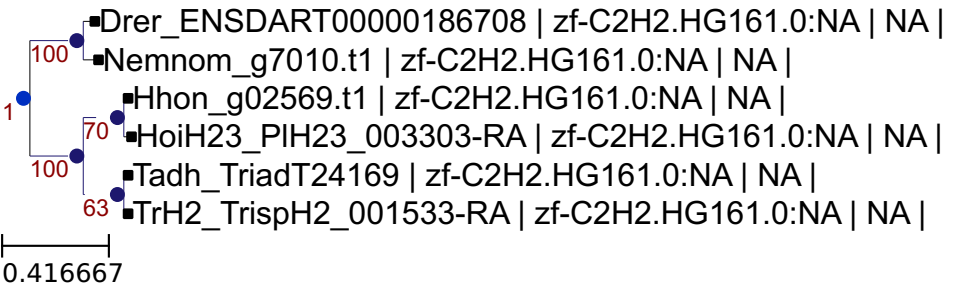 Drer_ENSDART00000186708 | zf-C2H2.HG161.0:NA | NA |
100
Nemnom_g7010.t1 | zf-C2H2.HG161.0:NA | NA |
Hhon_g02569.t1 | zf-C2H2.HG161.0:NA | NA |
1
70
HoiH23_PlH23_003303-RA | zf-C2H2.HG161.0:NA | NA |
100
Tadh_TriadT24169 | zf-C2H2.HG161.0:NA | NA |
63
TrH2_TrispH2_001533-RA | zf-C2H2.HG161.0:NA | NA |
0.416667